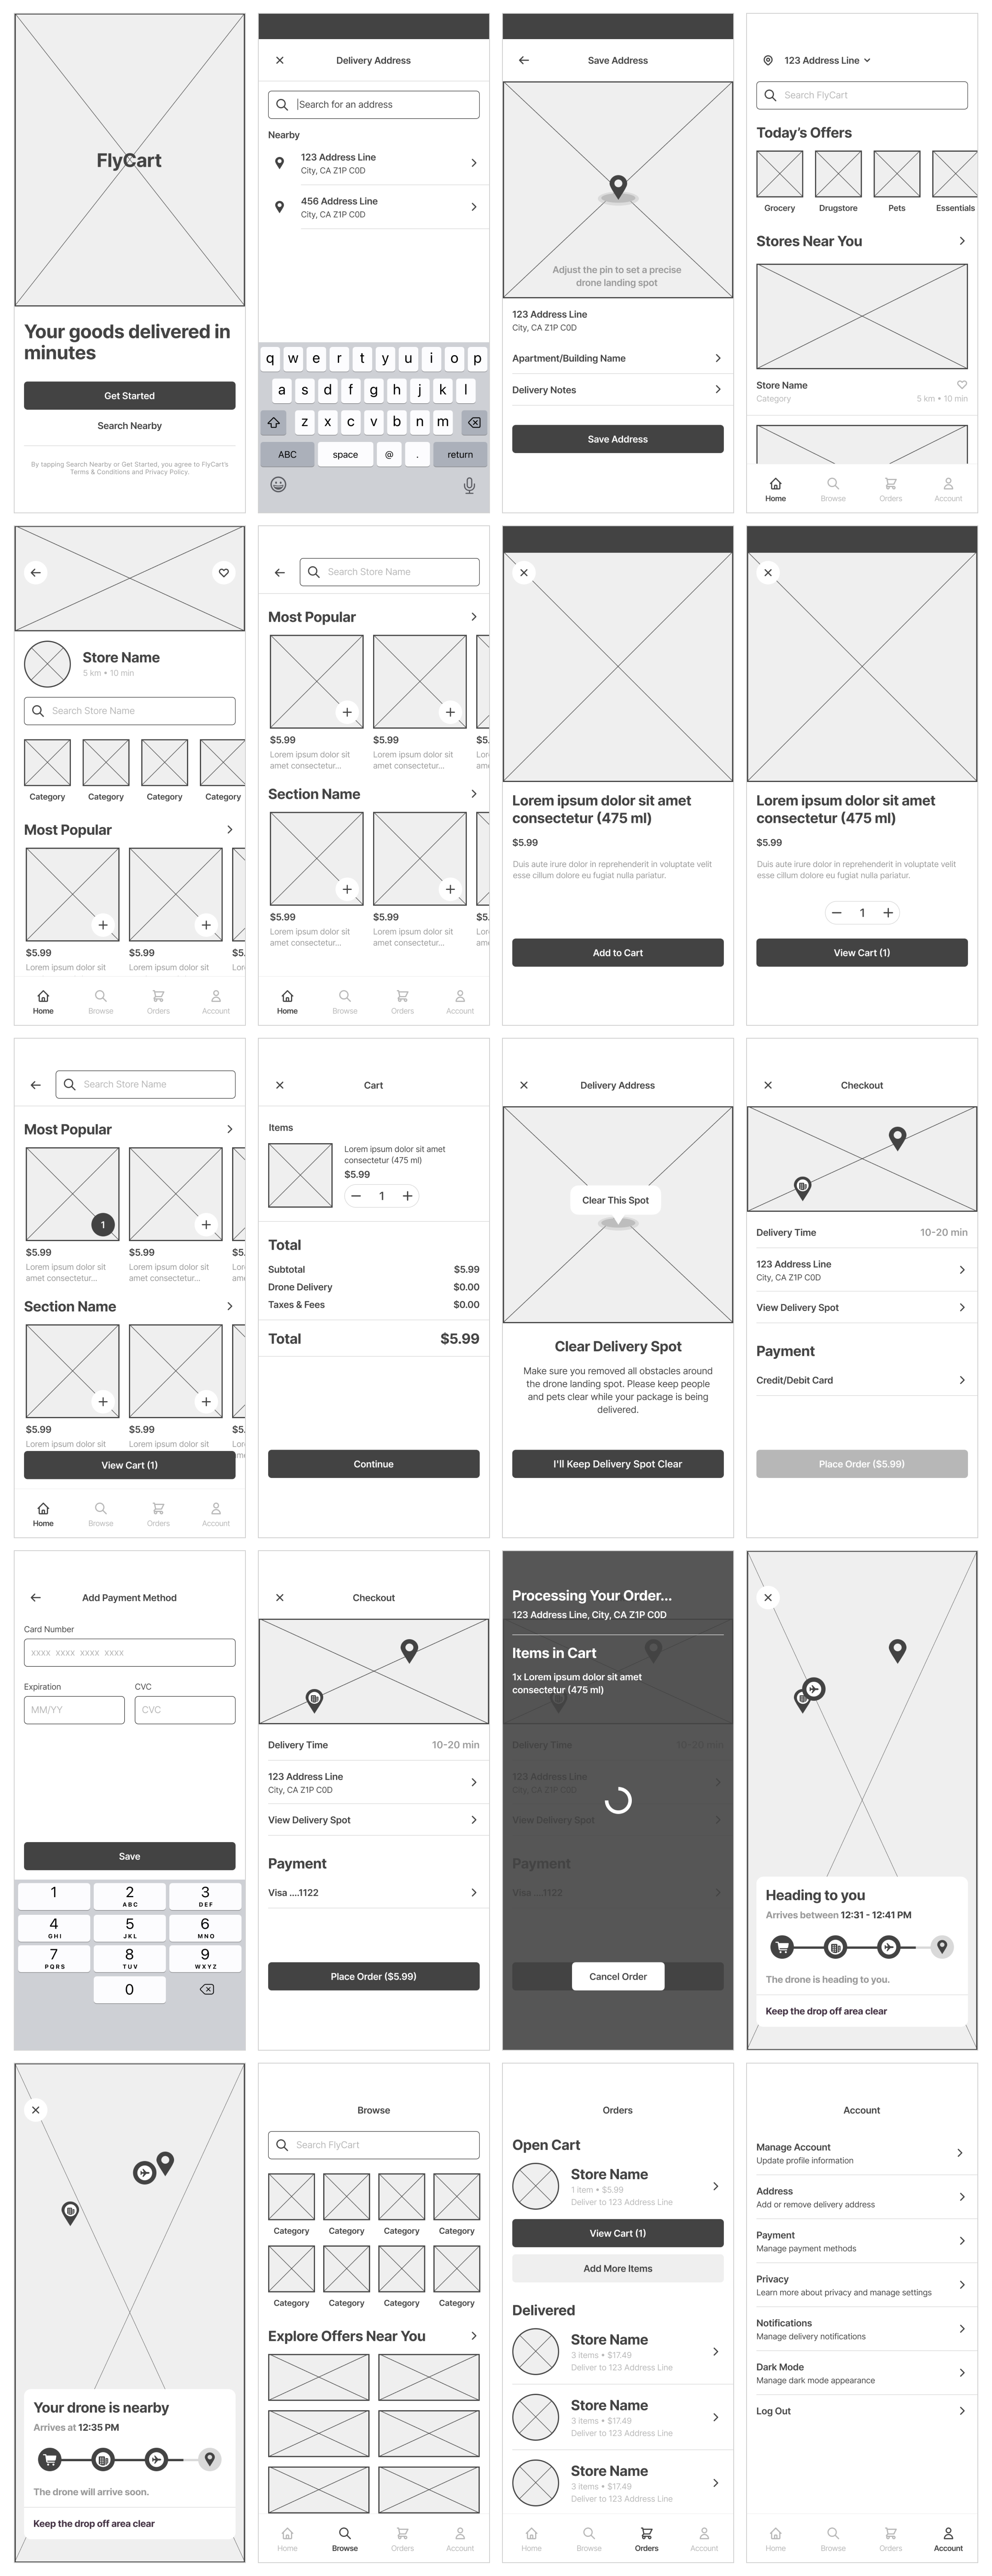 FlyCart
Your goods delivered in
minutes
Get Started
Search Nearby
By tapping Search Nearby or Get Started, you agree to FlyCart's
Terms & Conditions and Privacy Policy.
Delivery Address
Search for an address
Nearby
123 Address Line
City, CA Z1P C0D
456 Address Line
City, CA Z1P C0D
q w e r t y u i o p
a s d f g h j k l
z x c v b n m
ABC space @ . return
Save Address
Adjust the pin to set a precise
drone landing spot
123 Address Line
City, CA Z1P C0D
Apartment/Building Name
Delivery Notes
Save Address
123 Address Line
Search FlyCart
Today's Offers
Grocery Drugstore Pets Essentials
Stores Near You
Store Name
Category 5 km • 10 min
Home Browse Orders Account
Store Name
5 km • 10 min
Search Store Name
Category Category Category Category
Most Popular
$5.99 $5.99 $5.
Lorem ipsum dolor sit Lorem ipsum dolor sit Lor
Home Browse Orders Account
Search Store Name
Most Popular
$5.99 $5.99 $5.
Lorem ipsum dolor sit Lorem ipsum dolor sit Lore
amet consectetur... amet consectetur... ame
Section Name
$5.99 $5.99 $5.
Lorem ipsum dolor sit Lorem ipsum dolor sit Lore
amet consectetur... amet consectetur... ame
Home Browse Orders Account
Lorem ipsum dolor sit amet
consectetur (475 ml)
$5.99
Duis aute irure dolor in reprehenderit in voluptate velit
esse cillum dolore eu fugiat nulla pariatur.
Add to Cart
Lorem ipsum dolor sit amet
consectetur (475 ml)
$5.99
Duis aute irure dolor in reprehenderit in voluptate velit
esse cillum dolore eu fugiat nulla pariatur.
1
View Cart (1)
Search Store Name
Most Popular
1
$5.99 $5.99 $5.
Lorem ipsum dolor sit Lorem ipsum dolor sit Lor
amet consectetur... amet consectetur... ame
Section Name
$5.99 $5.99 $5.
Lorem ipsum dolor sit Lorem ipsum dolor sit Lor
View Cart (1)
Home Browse Orders Account
Cart
Items
Lorem ipsum dolor sit amet
consectetur (475 ml)
$5.99
1
Total
Subtotal $5.99
Drone Delivery $0.00
Taxes & Fees $0.00
Total $5.99
Continue
Delivery Address
Clear This Spot
Clear Delivery Spot
Make sure you removed all obstacles around
the drone landing spot. Please keep people
and pets clear while your package is being
delivered.
I'll Keep Delivery Spot Clear
Checkout
Delivery Time 10-20 min
123 Address Line
City, CA Z1P C0D
View Delivery Spot
Payment
Credit/Debit Card
Place Order ($5.99)
Add Payment Method
Card Number
xxxx xxxx xxxx xxxx
Expiration CVC
MM/YY CVC
Save
1 2 3
ABC DEF
4 5 6
GHI JKL MNO
7 8 9
PQRS TUV WXYZ
0
Checkout
Delivery Time 10-20 min
123 Address Line
City, CA Z1P C0D
View Delivery Spot
Payment
Visa ....1122
Place Order ($5.99)
Processing Your Order...
123 Address Line, City, CA Z1P C0D
Items in Cart
1x Lorem ipsum dolor sit amet
consectetur (475 ml)
Delivery Time 10-20 min
123 Address Line
City, CA Z1P C0D
View Delivery Spot
Payment
Visa ....1122
Cancel Order
Heading to you
Arrives between 12:31 - 12:41 PM
The drone is heading to you.
Keep the drop off area clear
Your drone is nearby
Arrives at 12:35 PM
The drone will arrive soon.
Keep the drop off area clear
Browse
Search FlyCart
Category Category Category Category
Category Category Category Category
Explore Offers Near You
Home Browse Orders Account
Orders
Open Cart
Store Name
1 item • $5.99
Deliver to 123 Address Line
View Cart (1)
Add More Items
Delivered
Store Name
3 items • $17.49
Deliver to 123 Address Line
Store Name
3 items • $17.49
Deliver to 123 Address Line
Store Name
3 items • $17.49
Deliver to 123 Address Line
Home Browse Orders Account
Account
Manage Account
Update profile information
Address
Add or remove delivery address
Payment
Manage payment methods
Privacy
Learn more about privacy and manage settings
Notifications
Manage delivery notifications
Dark Mode
Manage dark mode appearance
Log Out
Home Browse Orders Account